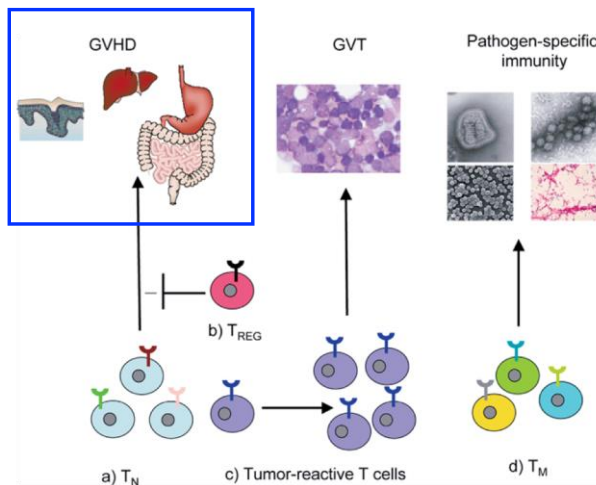 GVHD
GVT
Pathogen-specific
immunity
b) TREG
a) TN
c) Tumor-reactive T cells
d) TM